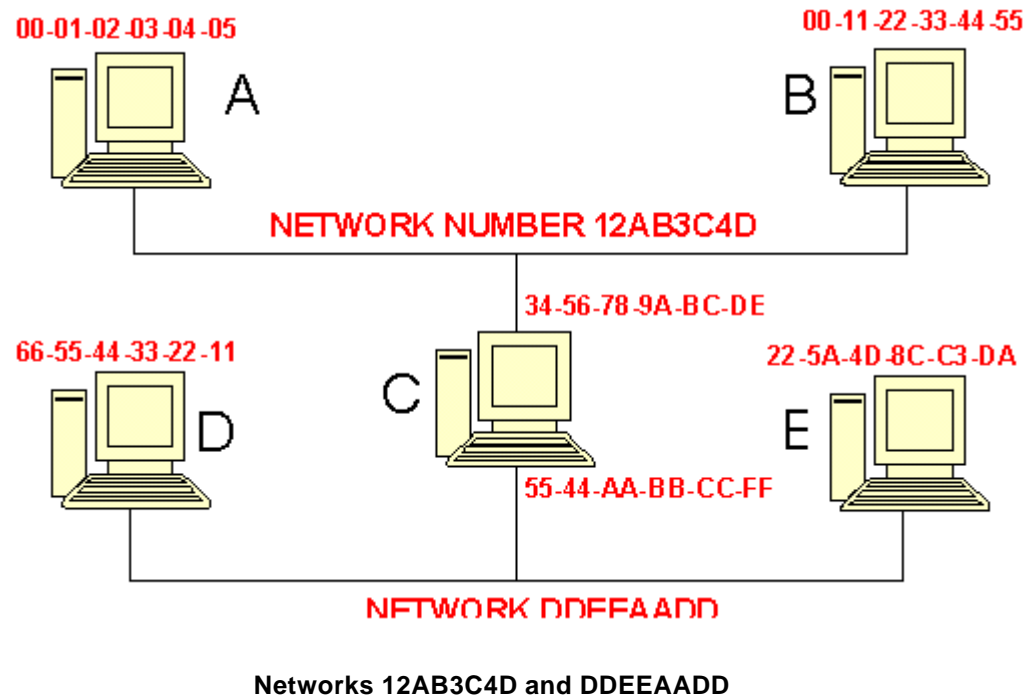 00-01-02-03-04-05
00-11-22-33-44-55
A
B
NETWORK NUMBER 12AB3C4D
34-56-78-9A-BC-DE
66-55-44-33-22-11
22-5A-4D-8C-C3-DA
C
D
E
55-44-AA-BB-CC-FF
NETWORK DDEEAADD
Networks 12AB3C4D and DDEEAADD